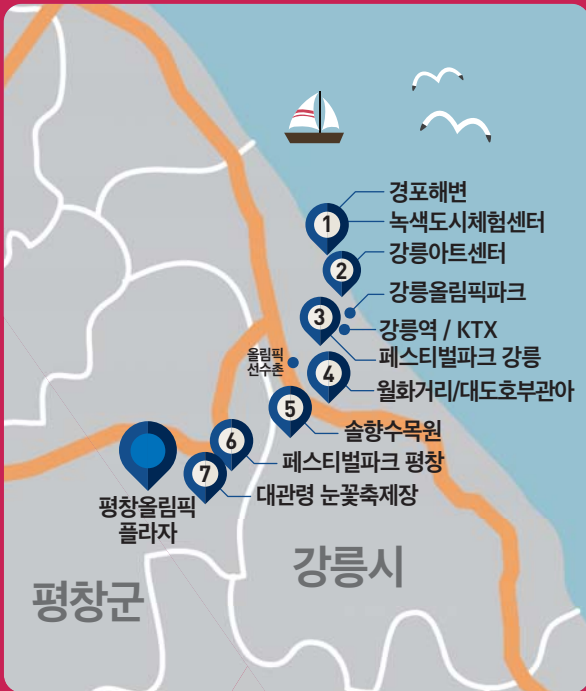 경포해변
1
녹색도시체험센터
강릉아트센터
2
강릉올림픽파크
3
강릉역 / KTX
페스티벌파크 강릉
올림픽
선수촌
4
월화거리/대도호부관아
5
솔향수목원
6
페스티벌파크 평창
7
대관령 눈꽃축제장
평창올림픽
플라자
강릉시
평창군